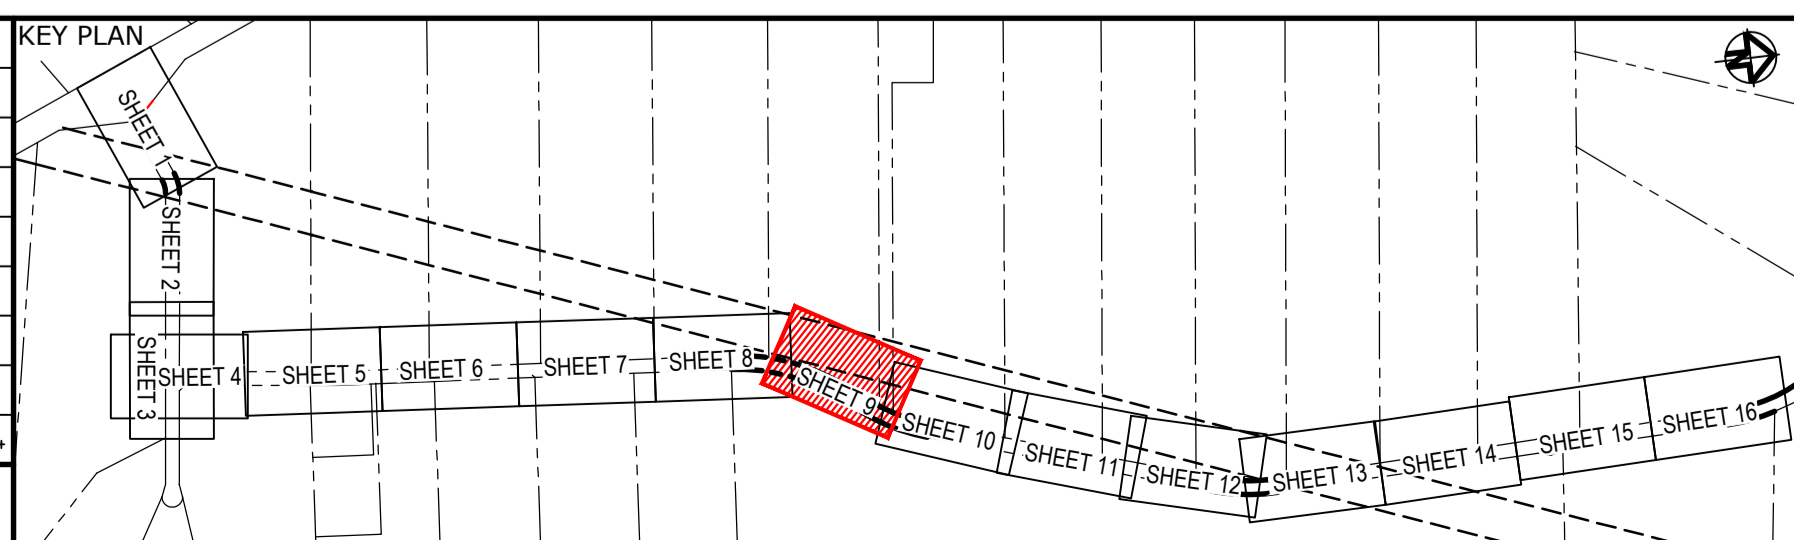 KEY PLAN
N
SHEET 1
SHEET 2
SHEET 3
SHEET 4
SHEET 5
SHEET 6
SHEET 7
SHEET 8
SHEET 9
SHEET 10
SHEET 11
SHEET 12
SHEET 13
SHEET 14
SHEET 15
SHEET 16